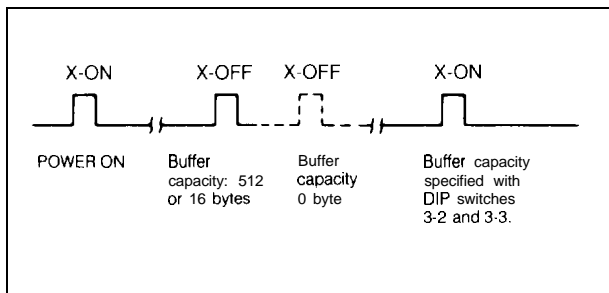 X-ON X-OFF X-OFF X-ON
POWER ON
Buffer
capacity: 512
or 16 bytes
Buffer
capacity
0 byte
Buffer capacity
specified with
DIP switches
3-2 and 3-3.